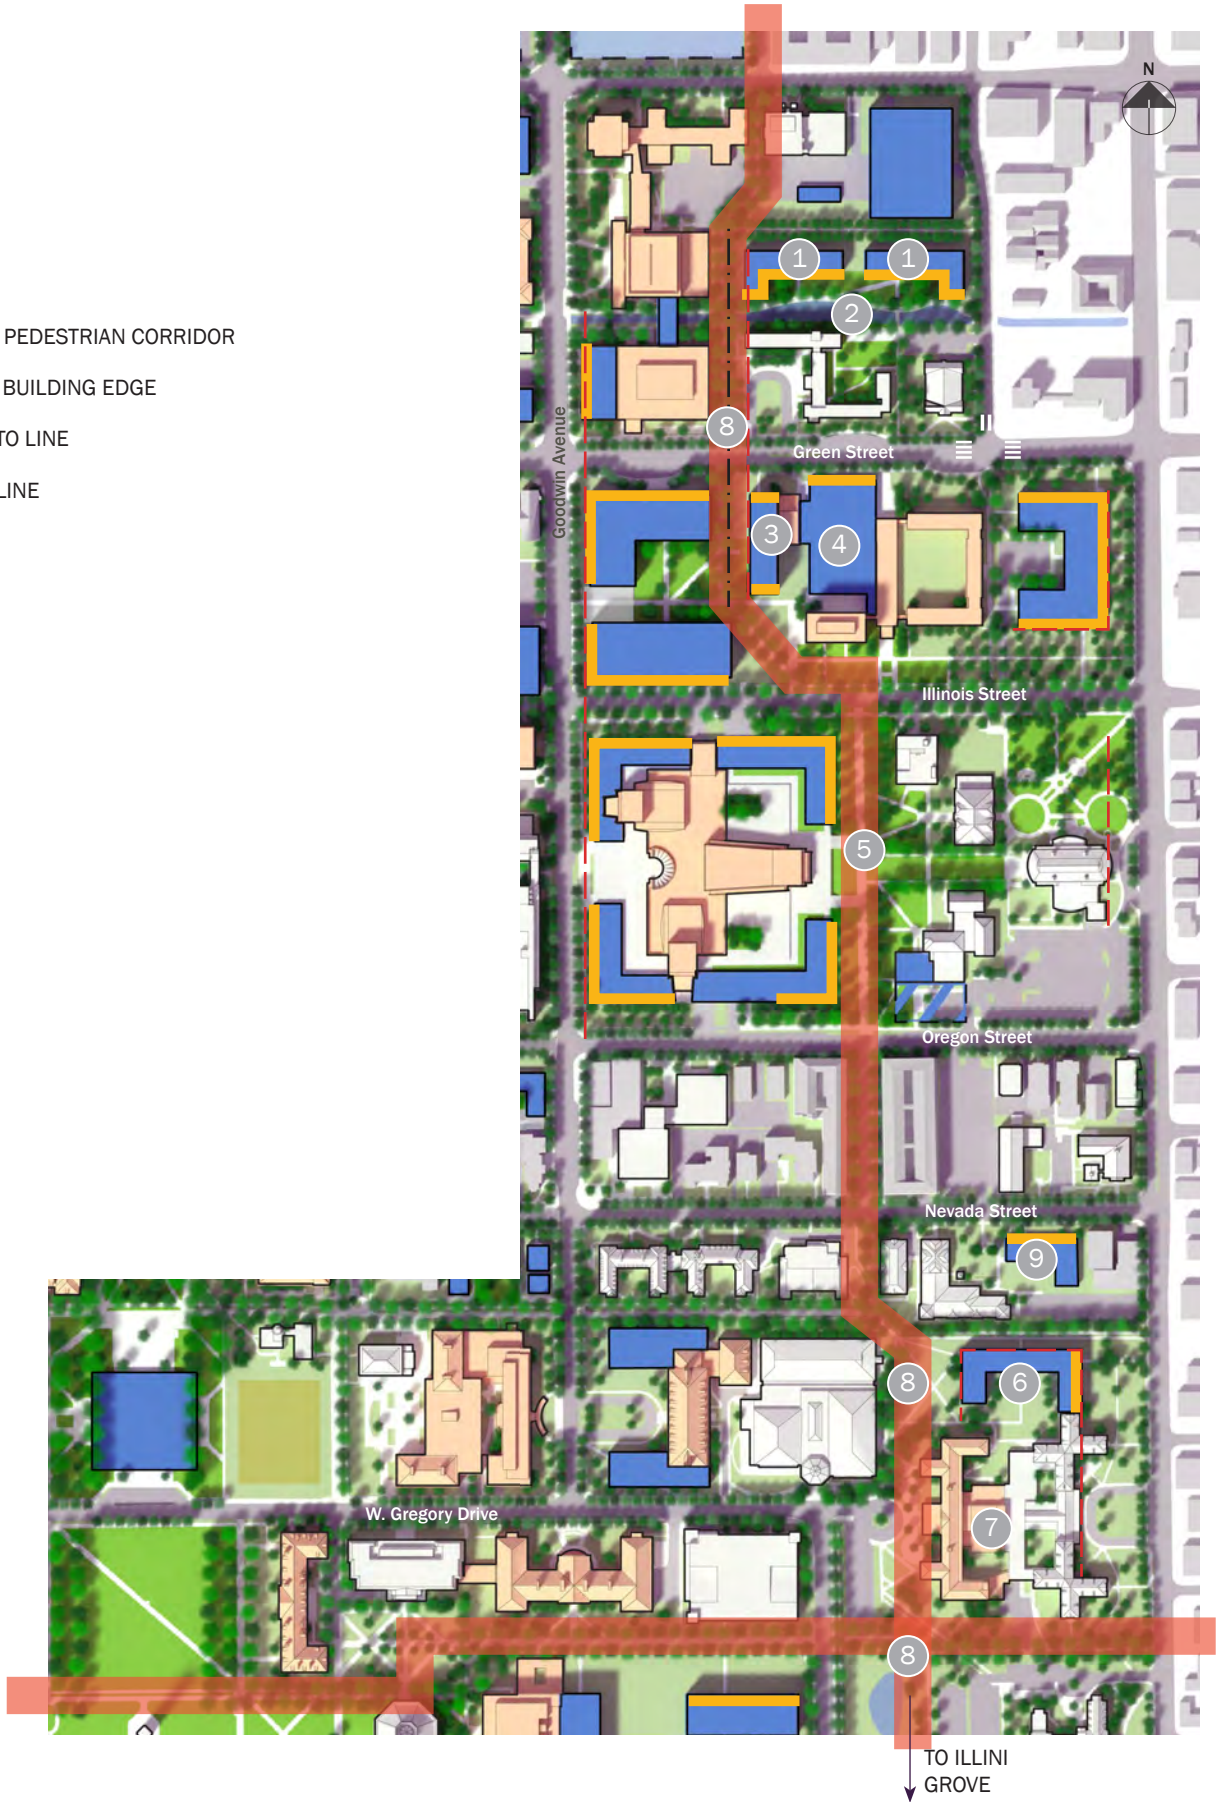 N
1
1
2
PEDESTRIAN CORRIDOR
BUILDING EDGE
TO LINE
LINE
Goodwin Avenue
8
Green Street
3
4
Illinois Street
5
Oregon Street
Nevada Street
9
8
6
W. Gregory Drive
7
8
TO ILLINI
GROVE